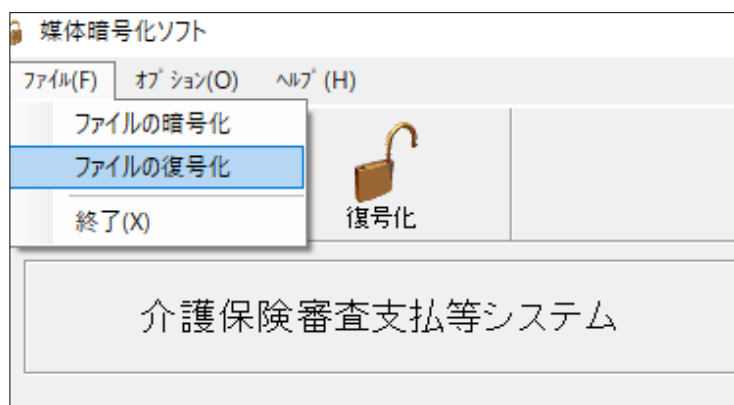 媒体暗号化ソフト
ﾌｧｲﾙ(F) ｵﾌﾟｼｮﾝ(O) ﾍﾙﾌﾟ(H)
ファイルの暗号化
ファイルの復号化
終了(X)
復号化
介護保険審査支払等システム